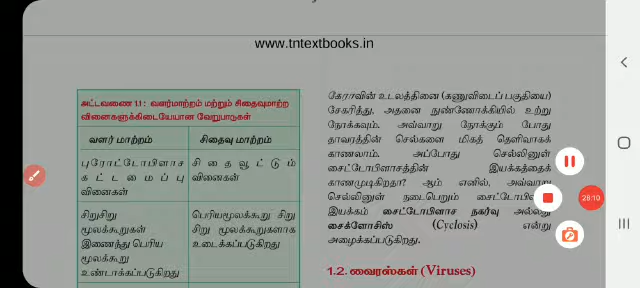 www.tntextbooks.in
அட்டவணை 1.1: வளர்மாற்றம் மற்றும் சிதைவுமாற்ற
வினைகளுக்கிடையேயான வேறுபாடுகள்
வளர் மாற்றம்
சிதைவு மாற்றம்
புரோட்டோபிளாச
கட்டமைப்பு
வினைகள்
சிதைவூட்டும்
வினைகள்
சிறுசிறு
மூலக்கூறுகள்
இணைந்து பெரிய
மூலக்கூறு
உண்டாக்கப்படுகிறது
பெரியமூலக்கூறு சிறு
சிறு மூலக்கூறுகளாக
உடைக்கப்படுகிறது
கேராவின் உடலத்தினை (கணுவிடைப் பகுதியை)
சேகரித்து, அதனை நுண்ணோக்கியில் உற்று
நோக்கவும். அவ்வாறு நோக்கும் போது
தாவரத்தின் செல்களை மிகத் தெளிவாகக்
காணலாம். அப்போது செல்லினுள்
சைட்டோபிளாசத்தின் இயக்கத்தைக்
காணமுடிகிறதா? ஆம் எனில், அவ்வாறு
செல்லினுள் நடைபெறும்
இயக்கம் சைட்டோபிளாச நகர்வு அல்லது
சைக்ளோசிஸ் (Cyclosis) என்று
அழைக்கப்படுகிறது.
1.2. வைரஸ்கள் (Viruses)
28:10